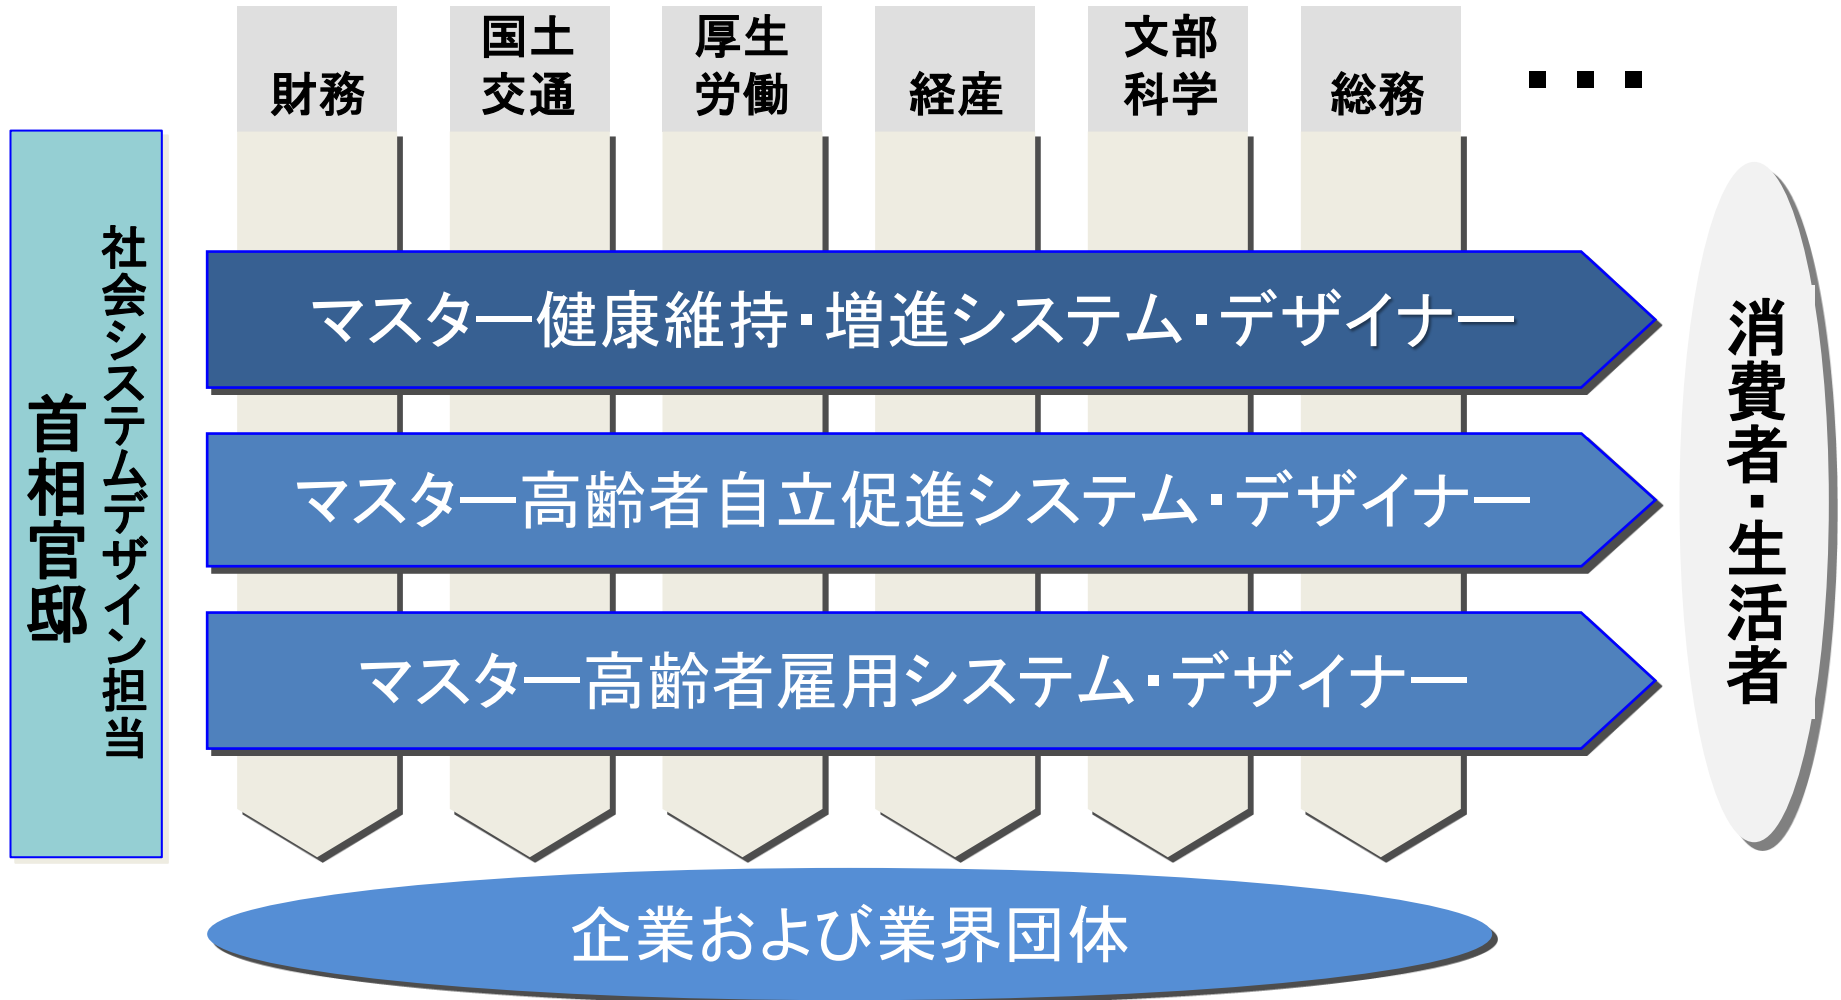 財務
国土
交通
厚生
労働
経産
文部
科学
総務
・・・
社会システムデザイン担当
首相官邸
マスター健康維持・増進システム・デザイナー
マスター高齢者自立促進システム・デザイナー
マスター高齢者雇用システム・デザイナー
消費者・生活者
企業および業界団体